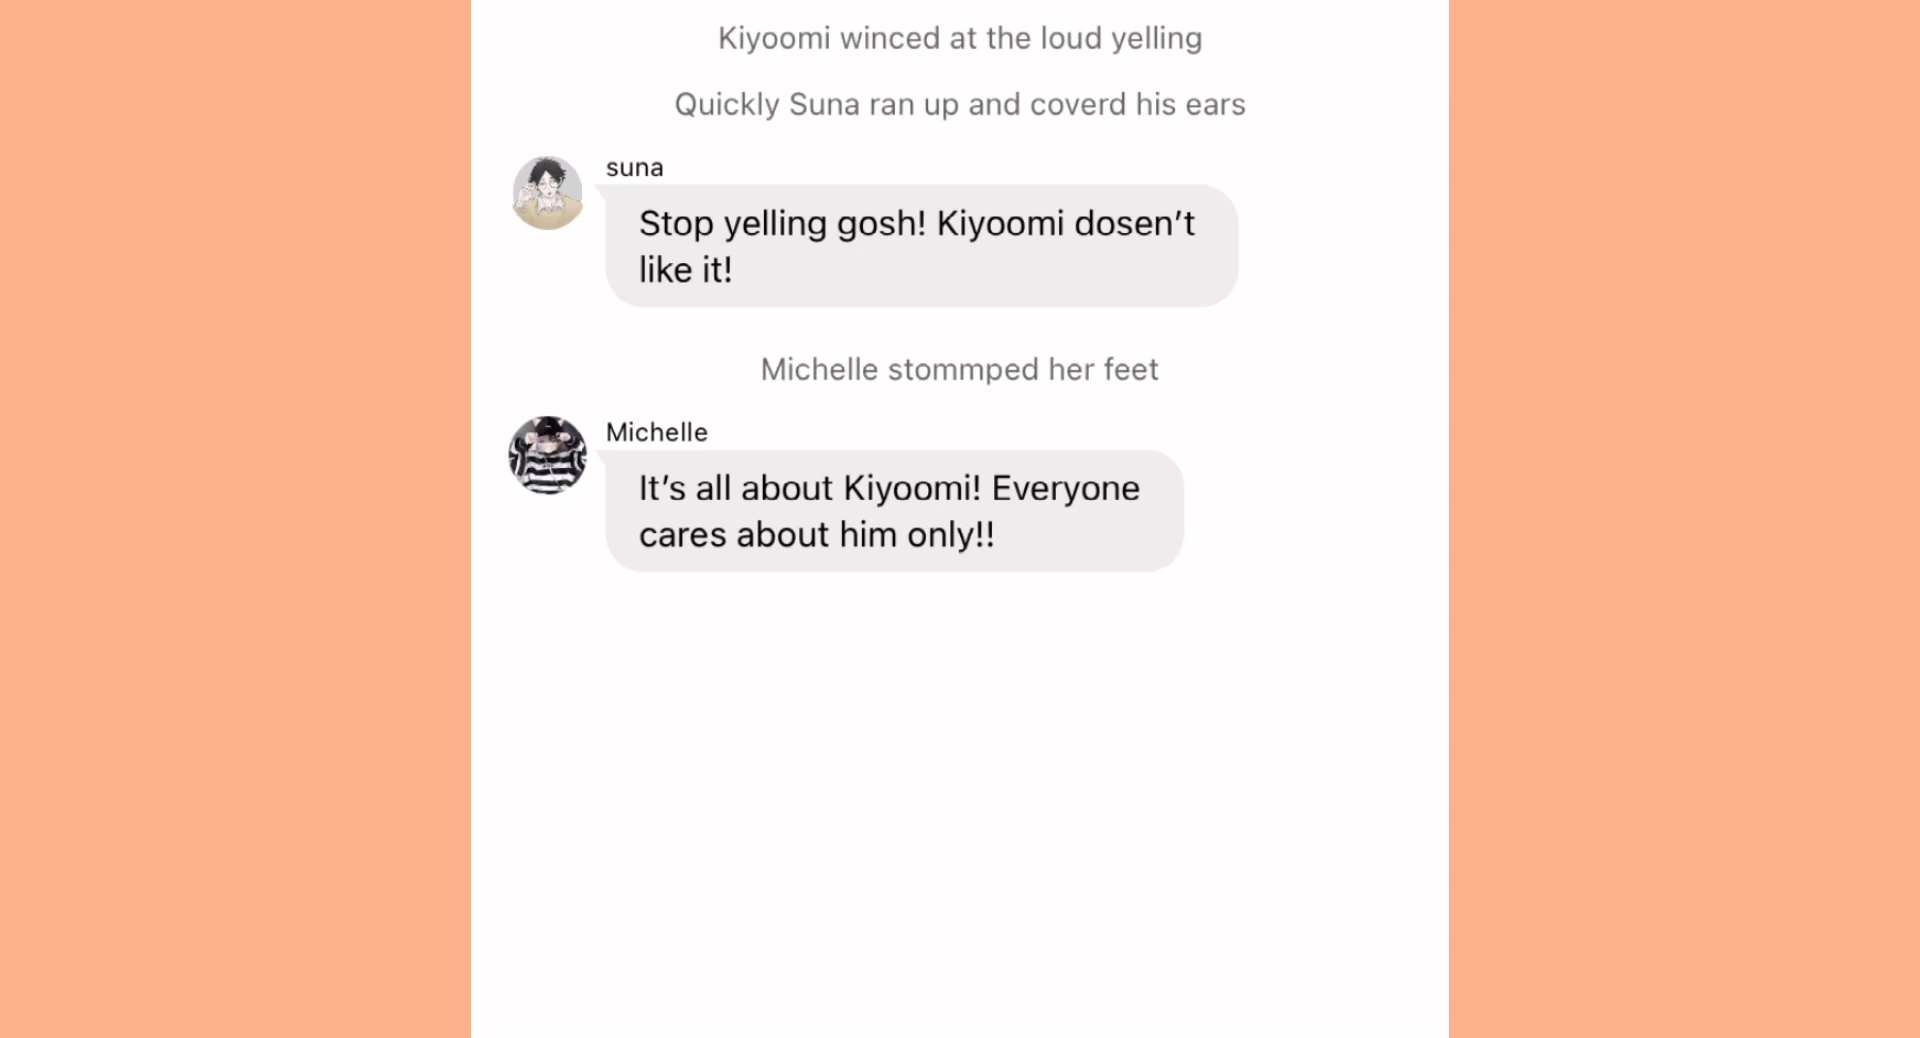 Kiyoomi winced at the loud yelling
Quickly Suna ran up and coverd his ears
suna
Stop yelling gosh! Kiyoomi dosen’t
like it!
Michelle stommped her feet
Michelle
It’s all about Kiyoomi! Everyone
cares about him only!!